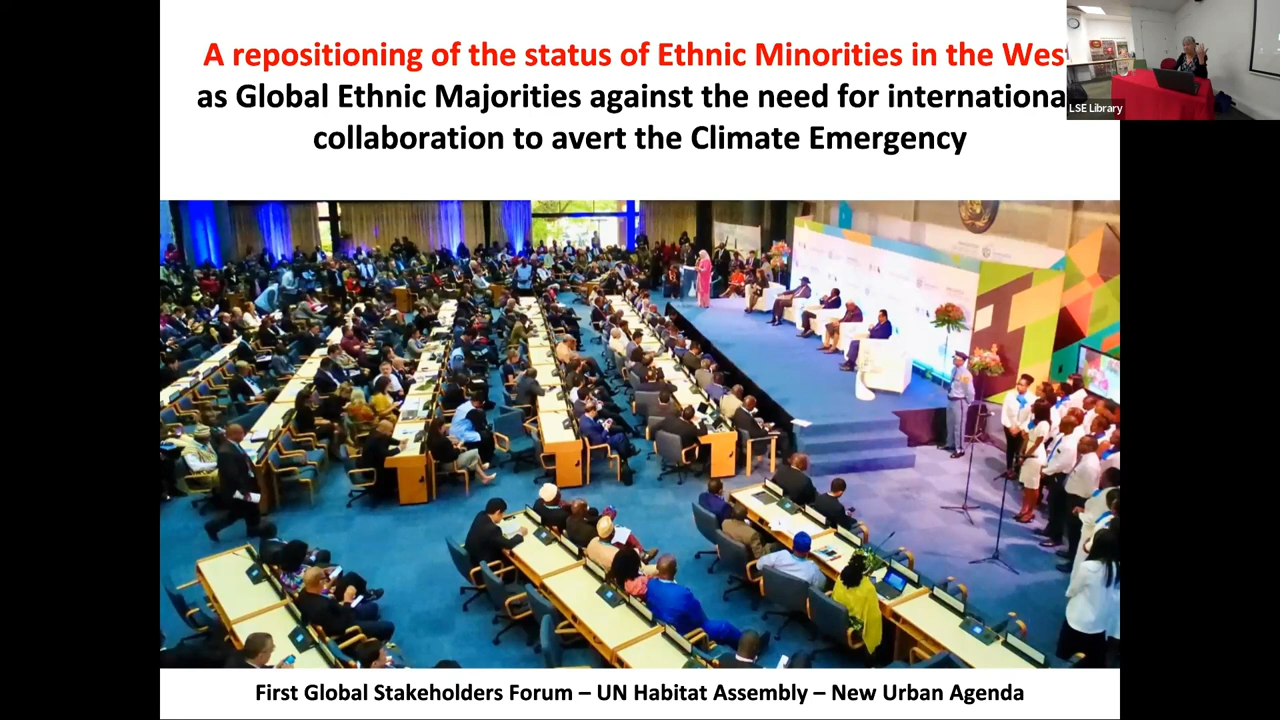 A repositioning of the status of Ethnic Minorities in the Wes
as Global Ethnic Majorities against the need for internationa
collaboration to avert the Climate Emergency
LSE Library
First Global Stakeholders Forum – UN Habitat Assembly – New Urban Agenda